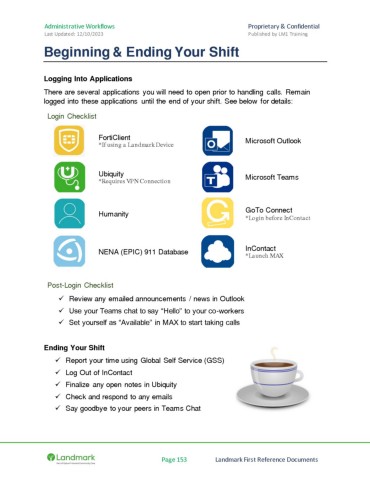 Administrative Workflows
Proprietary & Confidential
Last Updated: 12/10/2023
Published by LMS Training
Beginning & Ending Your Shift
Logging Into Applications
There are several applications you will need to open prior to handling calls. Remain
logged into these applications until the end of your shift. See below for details:
Login Checklist
FortiClient
*If using a Landmark Device
Microsoft Outlook
Ubiquity
*Requires VPN Connection
Microsoft Teams
Humanity
GoTo Connect
*Login before InContact
NENA (EPIC) 911 Database
InContact
*Launch MAX
Post-Login Checklist
✓ Review any emailed announcements / news in Outlook
✓ Use your Teams chat to say “Hello” to your co-workers
✓ Set yourself as “Available” in MAX to start taking calls
Ending Your Shift
✓ Report your time using Global Self Service (GSS)
✓ Log Out of InContact
✓ Finalize any open notes in Ubiquity
✓ Check and respond to any emails
✓ Say goodbye to your peers in Teams Chat
Landmark
Page 153
Landmark First Reference Documents